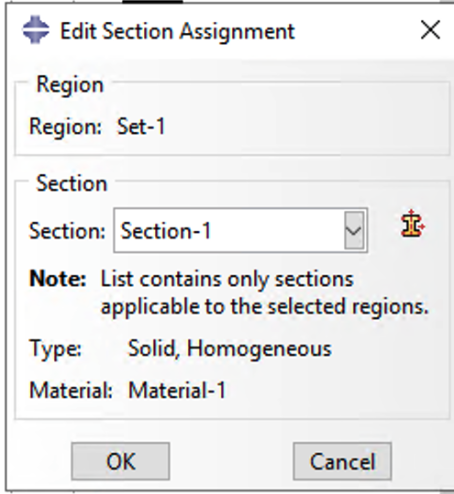 Edit Section Assignment
Region
Region: Set-1
Section
Section: Section-1
Note: List contains only sections
applicable to the selected regions.
Type: Solid, Homogeneous
Material: Material-1
OK Cancel